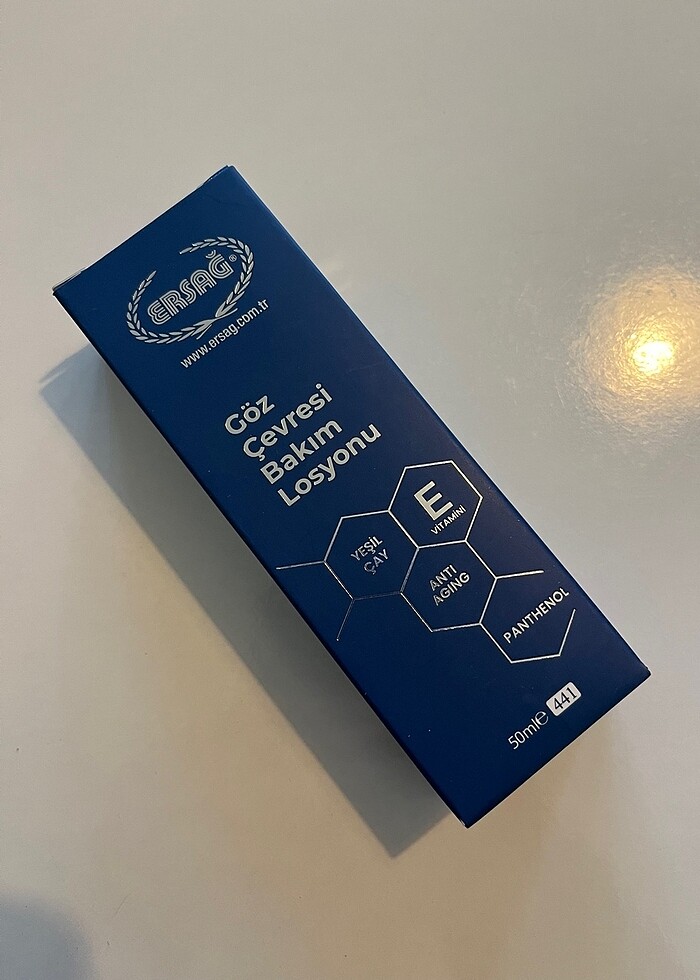 ERSAĞ®
www.ersag.com.tr
Göz
Çevresi
Bakım
Losyonu
E
VİTAMİNİ
YEŞİL
ÇAY
ANTI
AGING
PANTHENOL
50ml℮ 441